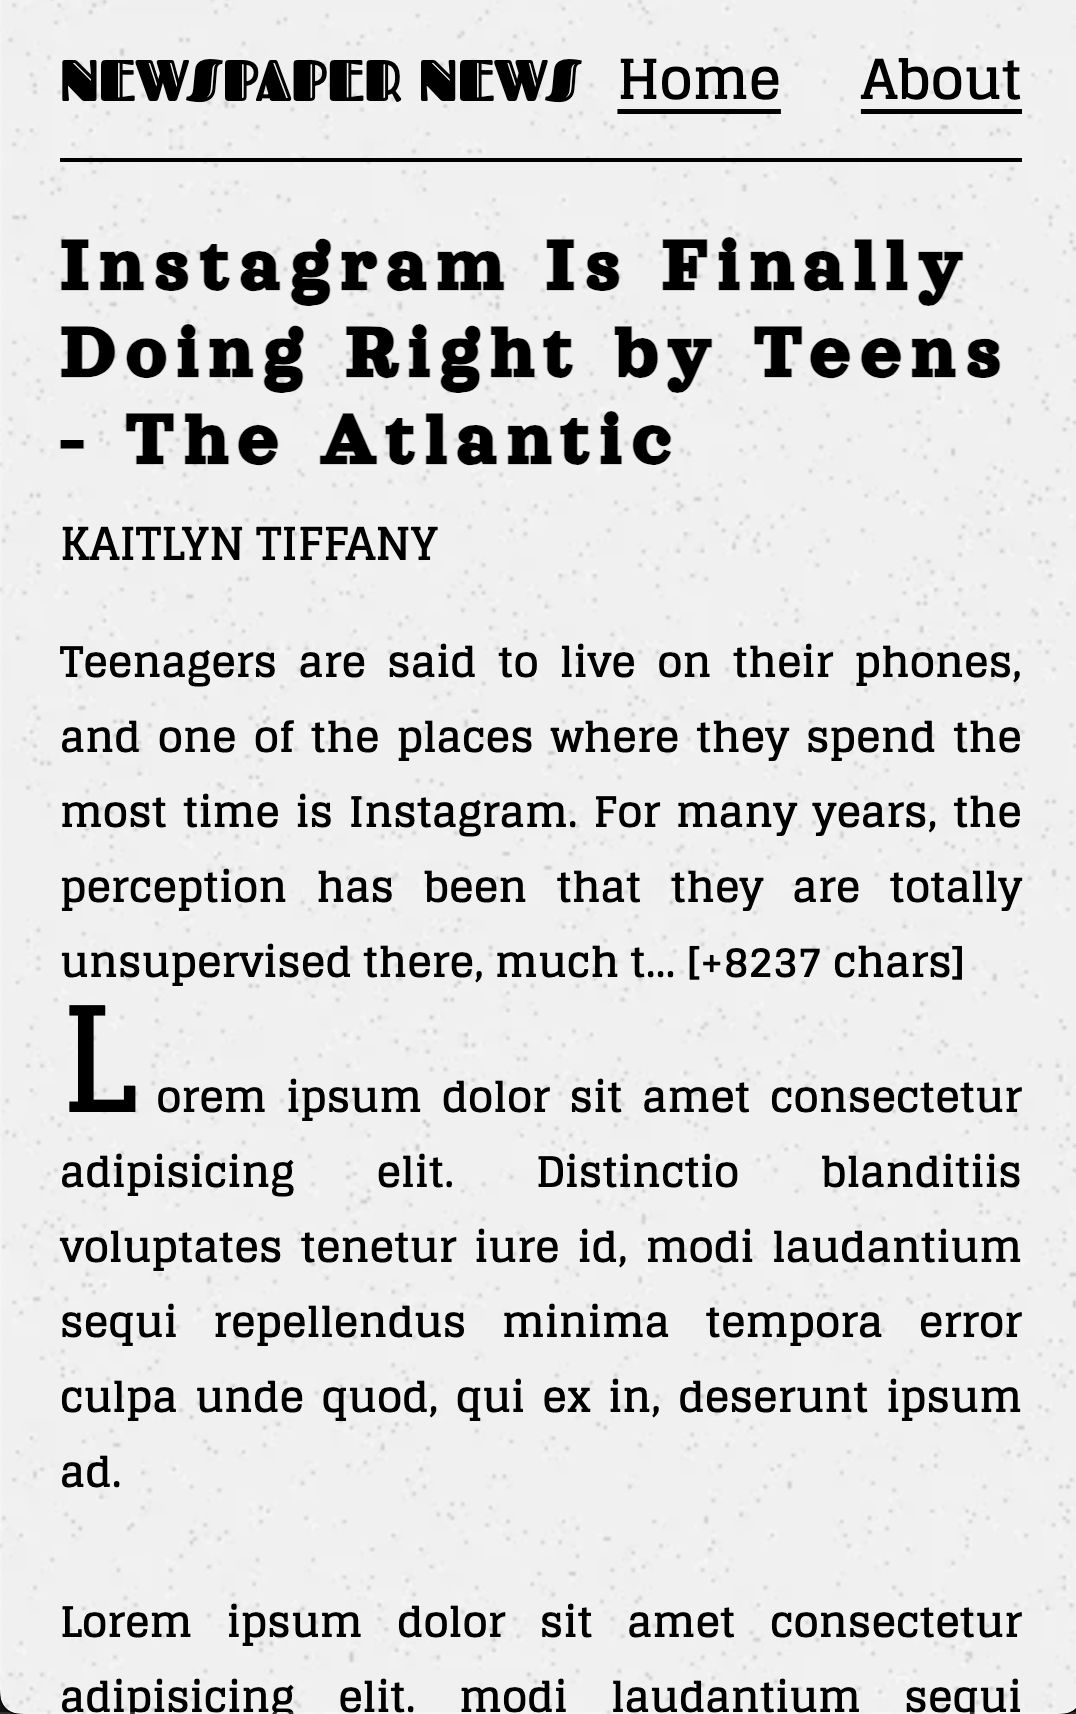 NEWSPAPER NEWS Home About
Instagram Is Finally
Doing Right by Teens
- The Atlantic
KAITLYN TIFFANY
Teenagers are said to live on their phones,
and one of the places where they spend the
most time is Instagram. For many years, the
perception has been that they are totally
unsupervised there, much t... [+8237 chars]
Lorem ipsum dolor sit amet consectetur
adipisicing elit. Distinctio blanditiis
voluptates tenetur iure id, modi laudantium
sequi repellendus minima tempora error
culpa unde quod, qui ex in, deserunt ipsum
ad.
Lorem ipsum dolor sit amet consectetur
adipisicing elit. modi laudantium sequi